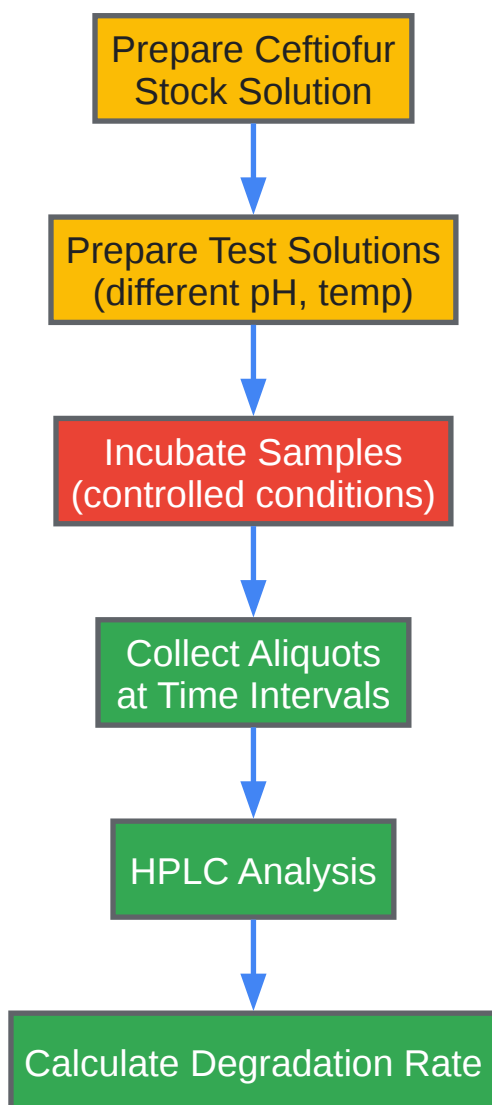 Prepare Ceftiofur
Stock Solution
Prepare Test Solutions
(different pH, temp)
Incubate Samples
(controlled conditions)
Collect Aliquots
at Time Intervals
HPLC Analysis
Calculate Degradation Rate